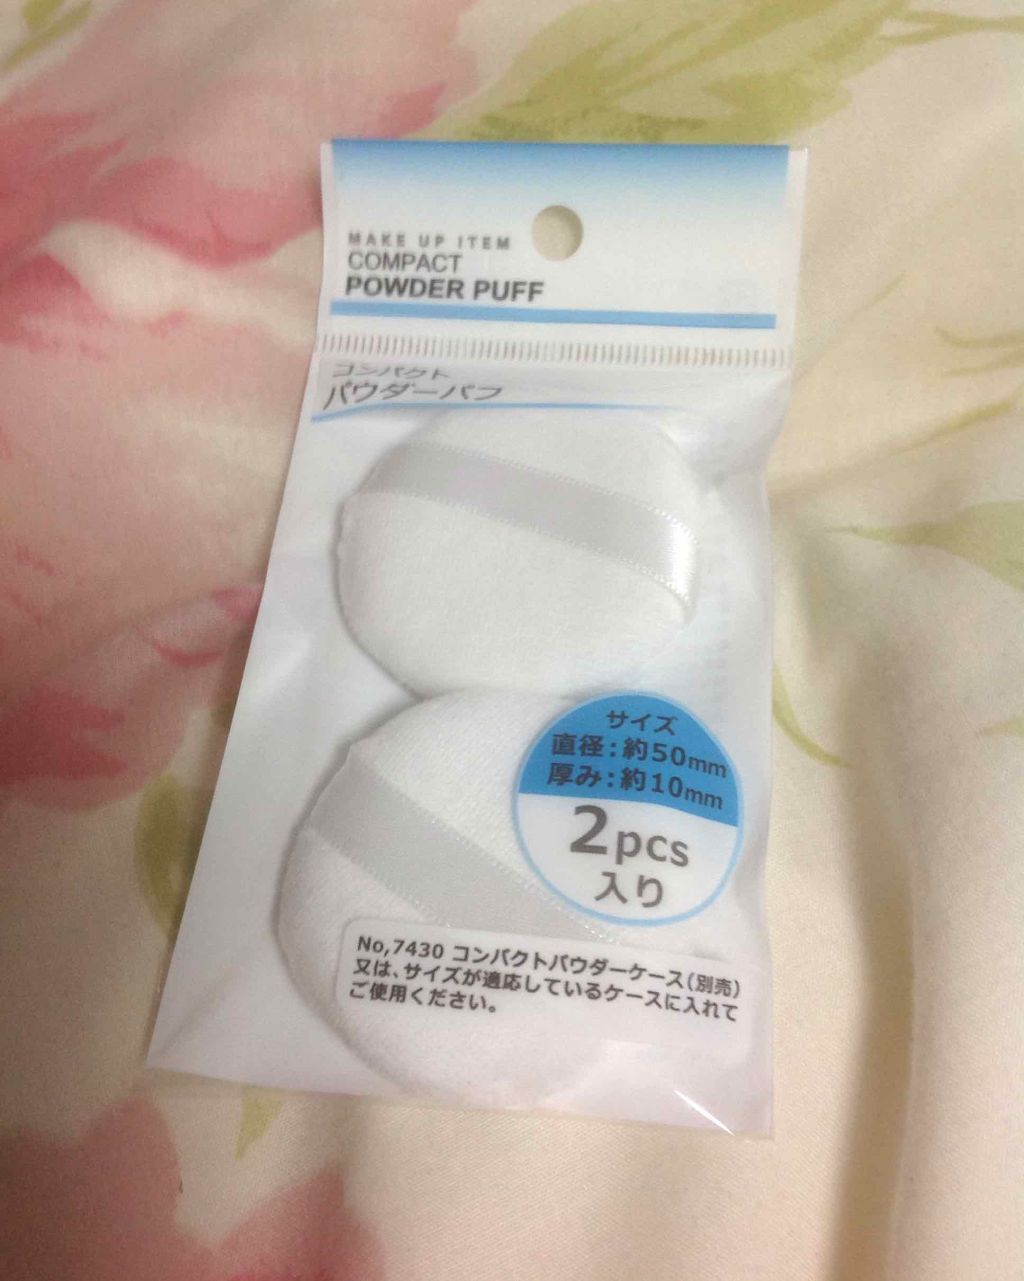 MAKE UP ITEM
COMPACT
POWDER PUFF
コンパクト
パウダーパフ
サイズ
直径:約50mm
厚み:約10mm
2pcs
入り
No,7430 コンパクトパウダーケース(別売)
又は、サイズが適応しているケースに入れて
ご使用ください。